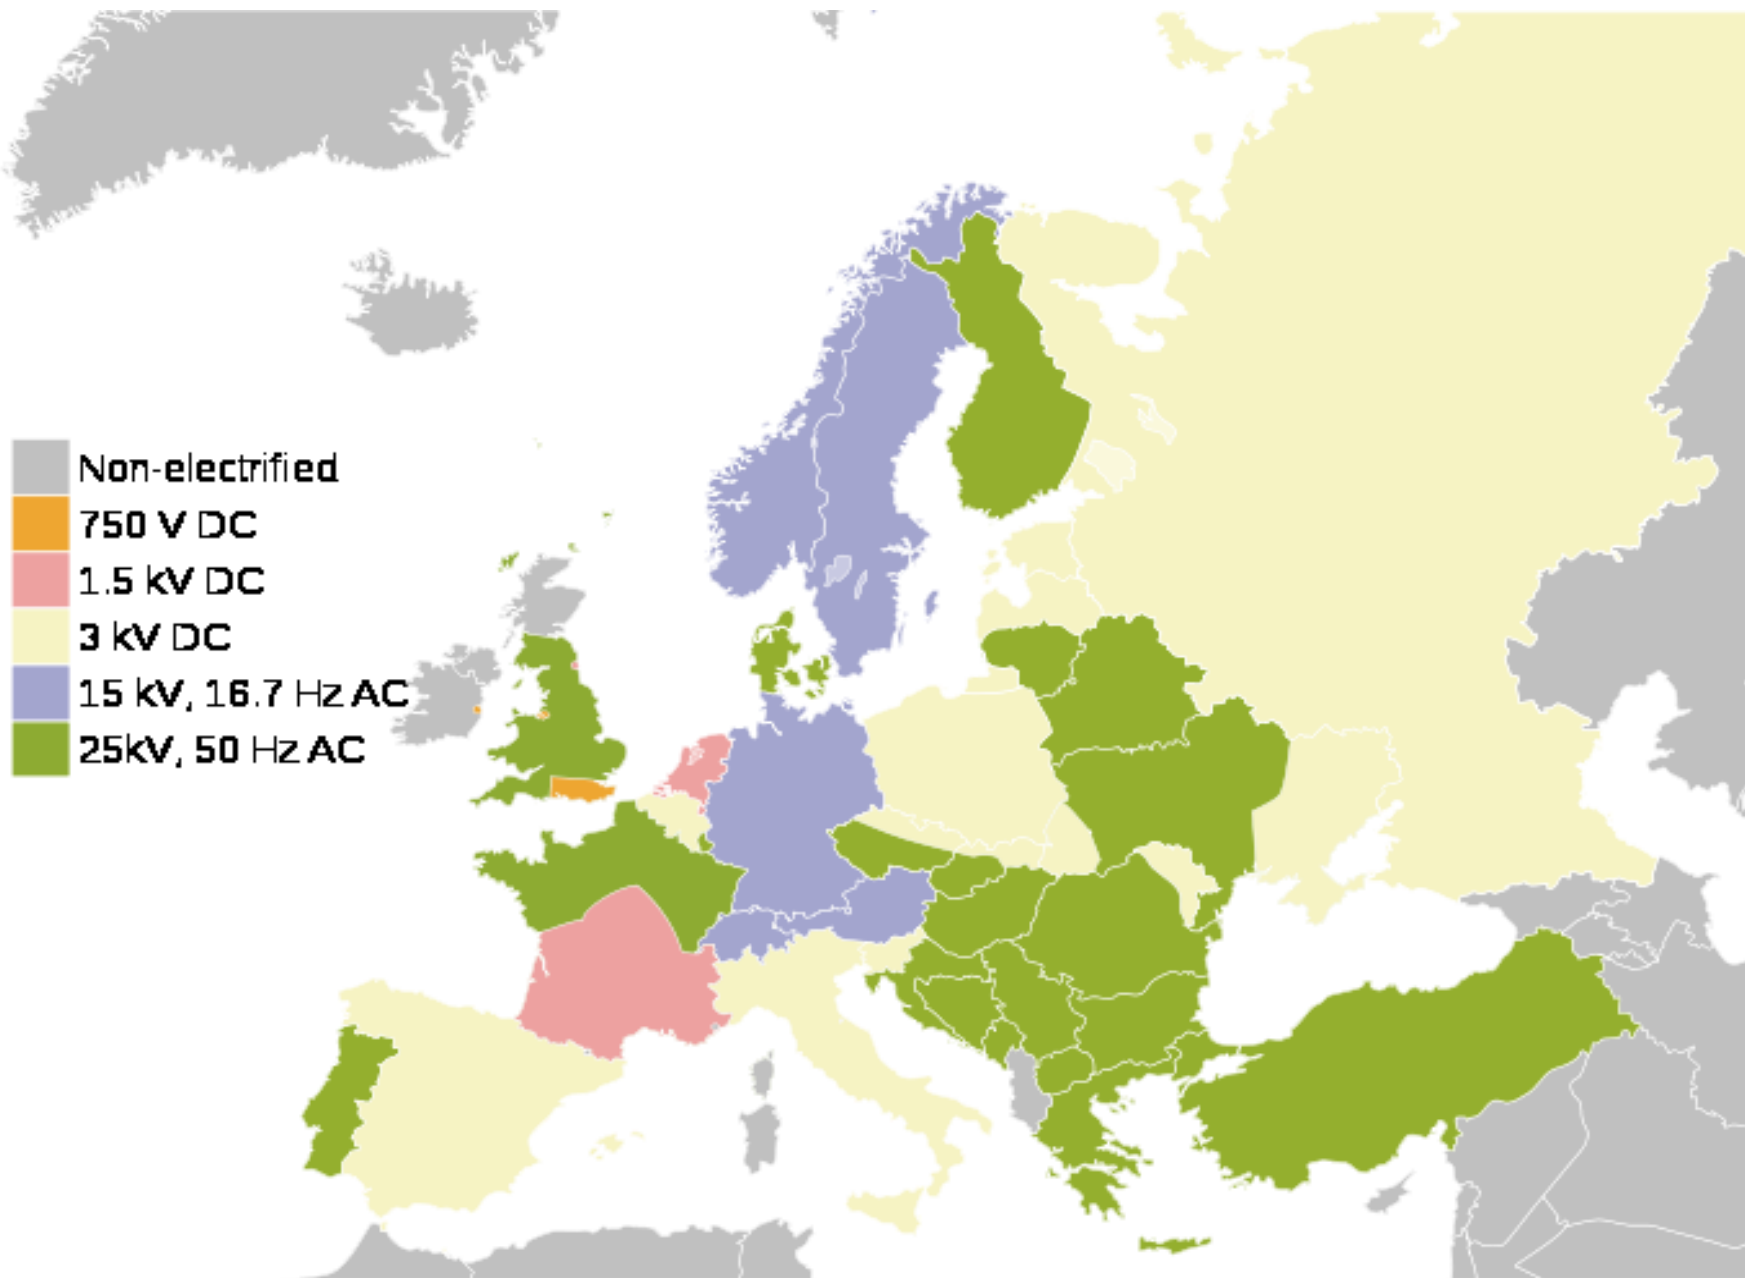 Non-electrified
750 V DC
1.5 kV DC
3 kV DC
15 kV, 16.7 Hz AC
25kV, 50 Hz AC